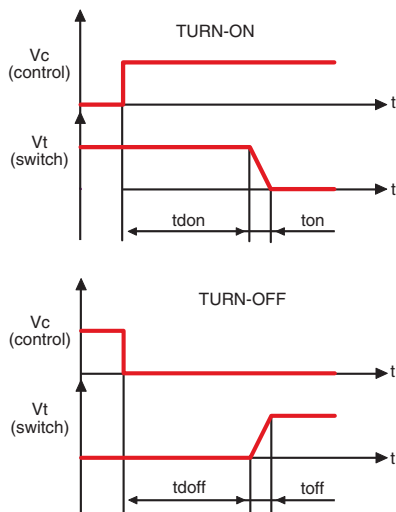 TURN-ON
Vc
(control)
t
Vt
(switch)
t
tdon
ton
TURN-OFF
Vc
(control)
t
Vt
(switch)
t
tdoff
toff